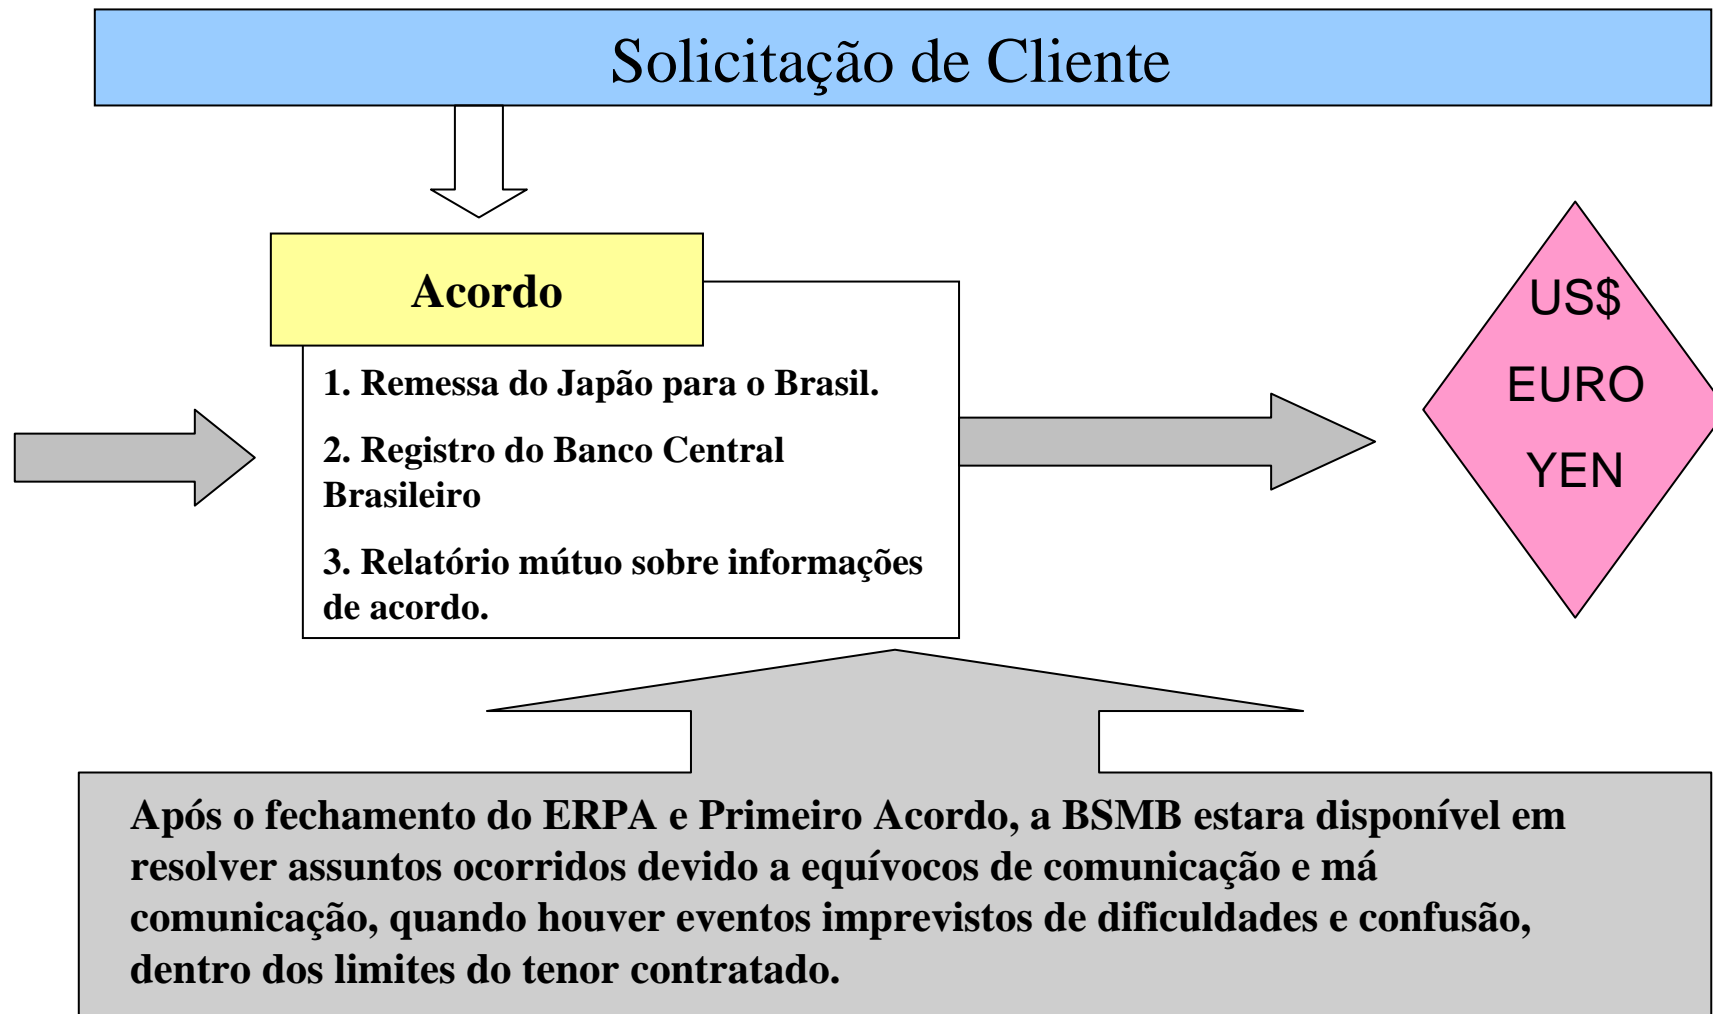 Solicitação de Cliente
Acordo
1. Remessa do Japão para o Brasil.
2. Registro do Banco Central
Brasileiro
3. Relatório mútuo sobre informações
de acordo.
US$
EURO
YEN
Após o fechamento do ERPA e Primeiro Acordo, a BSMB estara disponível em
resolver assuntos ocorridos devido a equívocos de comunicação e má
comunicação, quando houver eventos imprevistos de dificuldades e confusão,
dentro dos limites do tenor contratado.